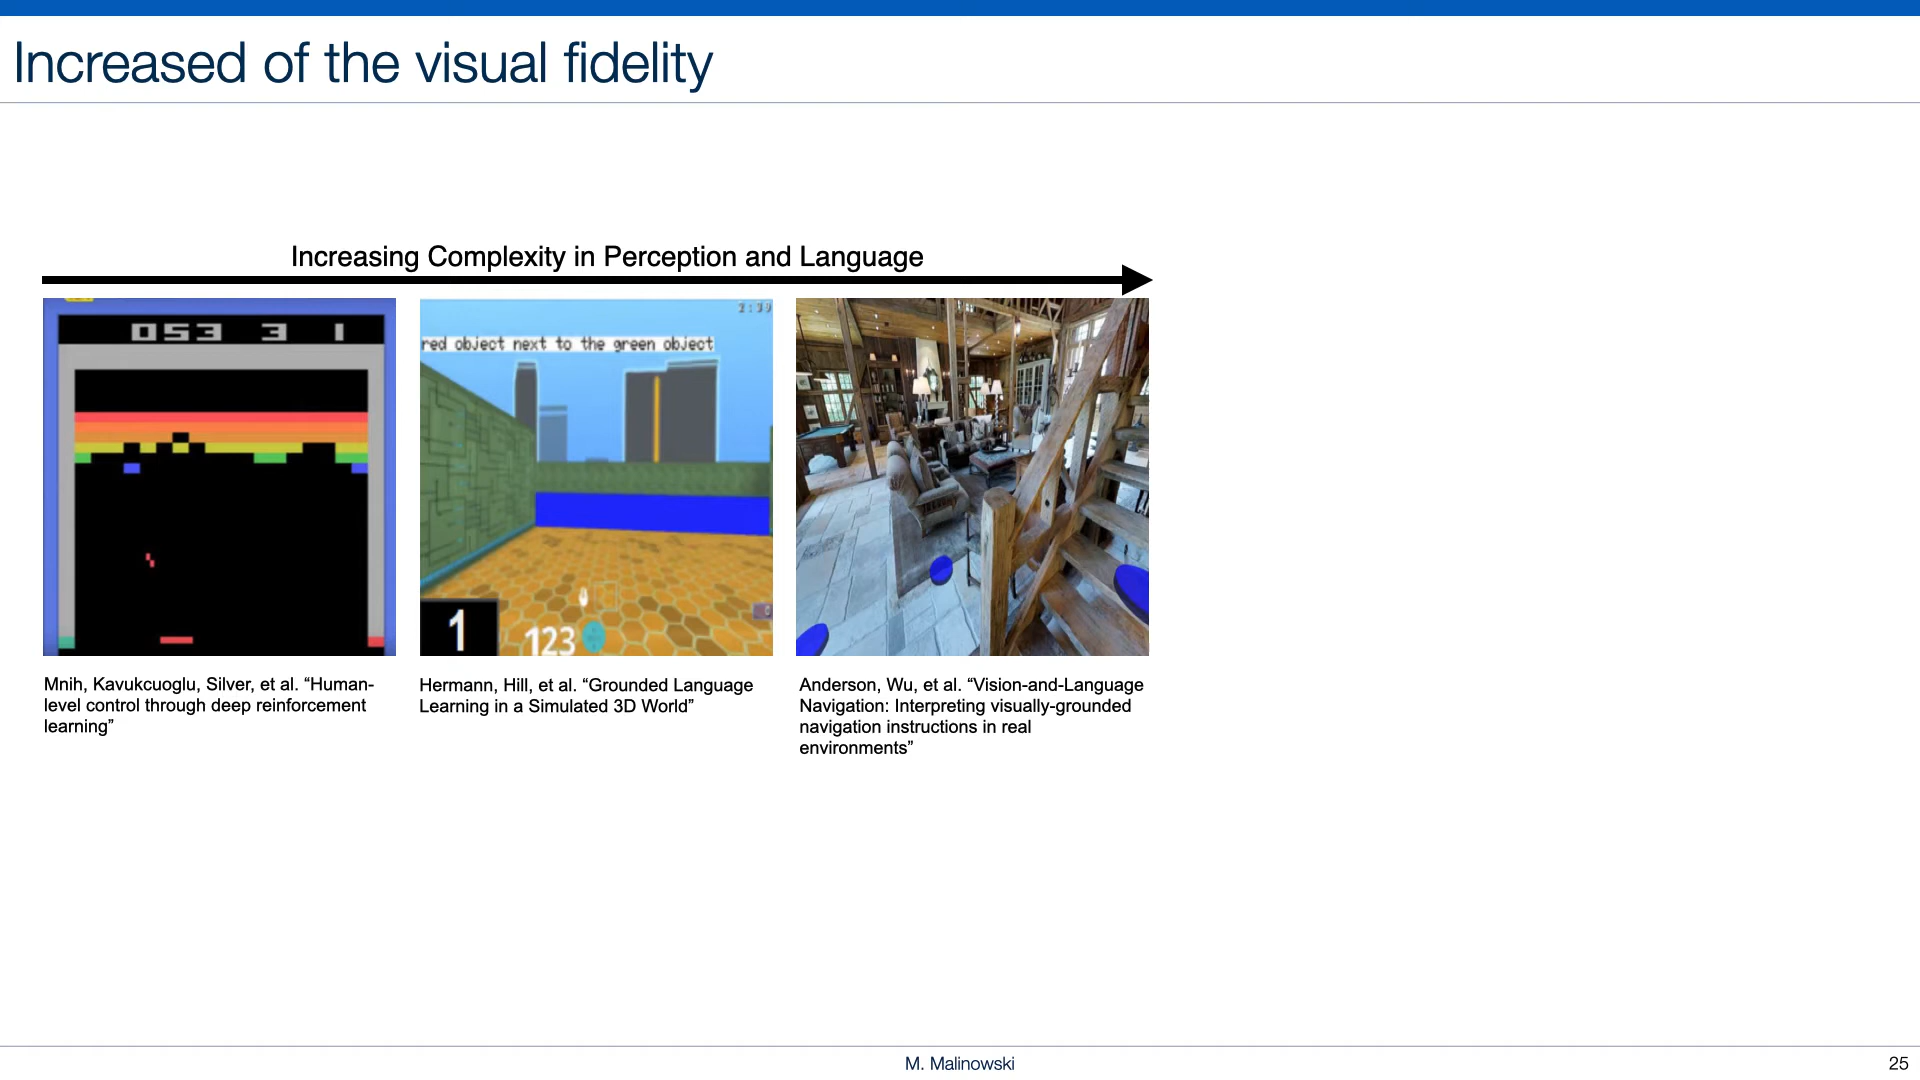 Increased of the visual fidelity
Increasing Complexity in Perception and Language
053 3 1
2:39
red object next to the green object
1
123
Mnih, Kavukcuoglu, Silver, et al. “Human-
level control through deep reinforcement
learning”
Hermann, Hill, et al. “Grounded Language
Learning in a Simulated 3D World”
Anderson, Wu, et al. “Vision-and-Language
Navigation: Interpreting visually-grounded
navigation instructions in real
environments”
M. Malinowski
25